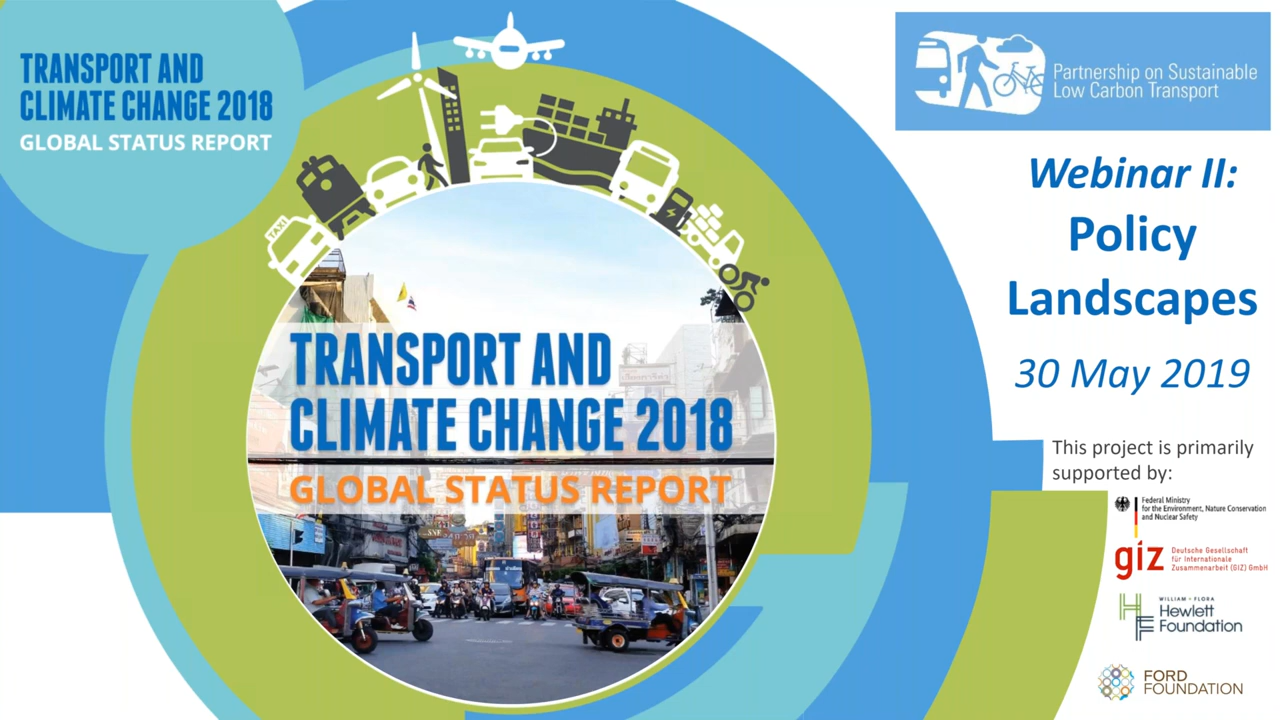 TRANSPORT AND
CLIMATE CHANGE 2018
GLOBAL STATUS REPORT
Partnership on Sustainable
Low Carbon Transport
Webinar II:
Policy
Landscapes
30 May 2019
This project is primarily
supported by:
Federal Ministry
for the Environment, Nature Conservation
and Nuclear Safety
giz
Deutsche Gesellschaft
für Internationale
Zusammenarbeit (GIZ) GmbH
WILLIAM + FLORA
Hewlett
Foundation
FORD
FOUNDATION
TAXI
TRANSPORT AND
CLIMATE CHANGE 2018
GLOBAL STATUS REPORT